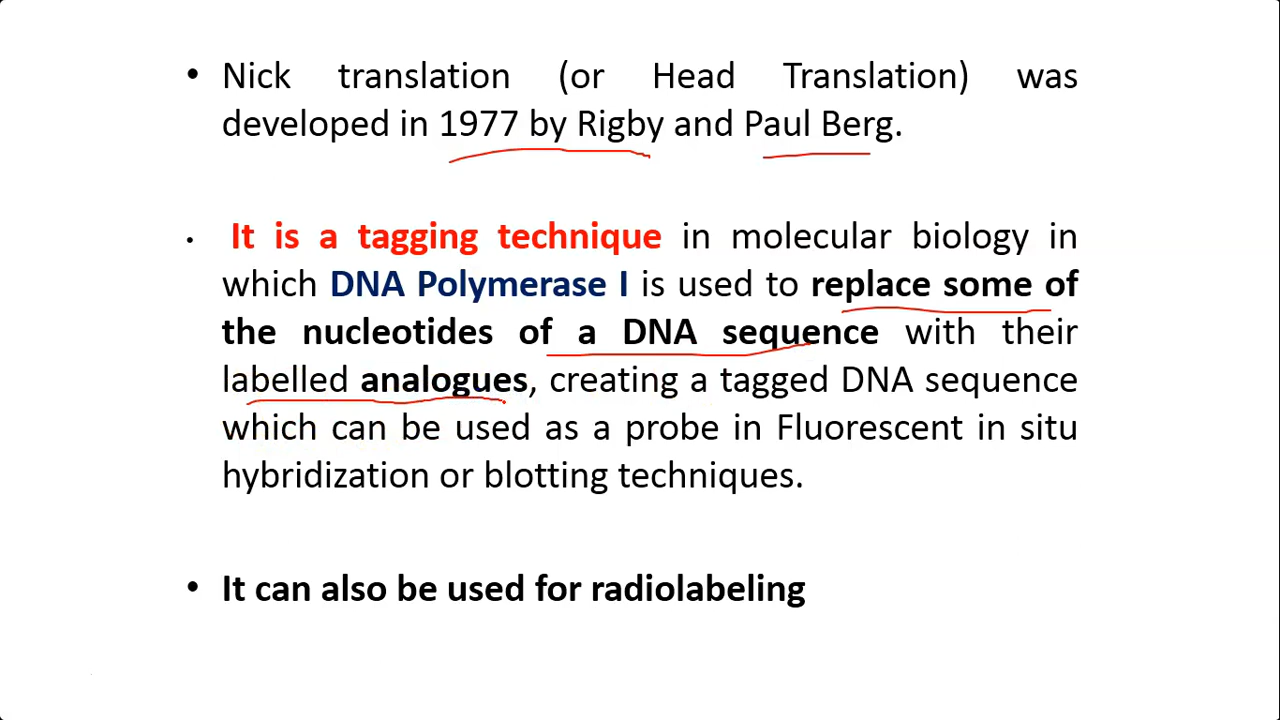 • Nick translation (or Head Translation) was
developed in 1977 by Rigby and Paul Berg.
• It is a tagging technique in molecular biology in
which DNA Polymerase I is used to replace some of
the nucleotides of a DNA sequence with their
labelled analogues, creating a tagged DNA sequence
which can be used as a probe in Fluorescent in situ
hybridization or blotting techniques.
• It can also be used for radiolabeling